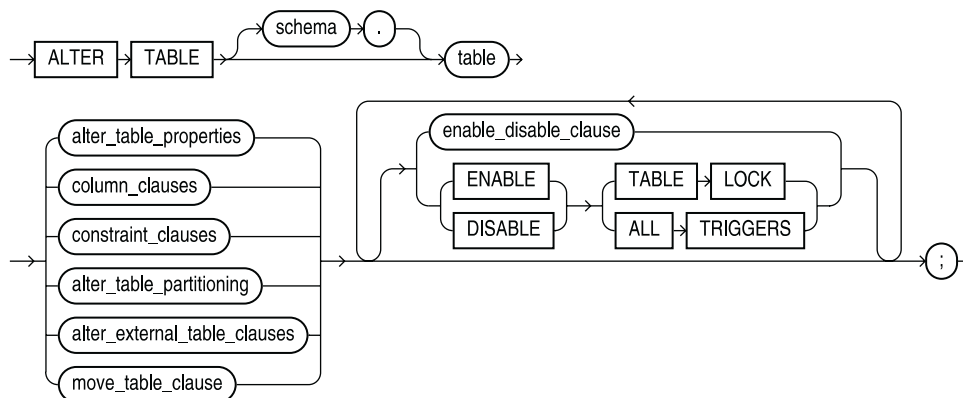 schema .
ALTER TABLE table
alter_table_properties enable_disable_clause
column_clauses ENABLE TABLE LOCK
constraint_clauses DISABLE ALL TRIGGERS
alter_table_partitioning ;
alter_external_table_clauses
move_table_clause